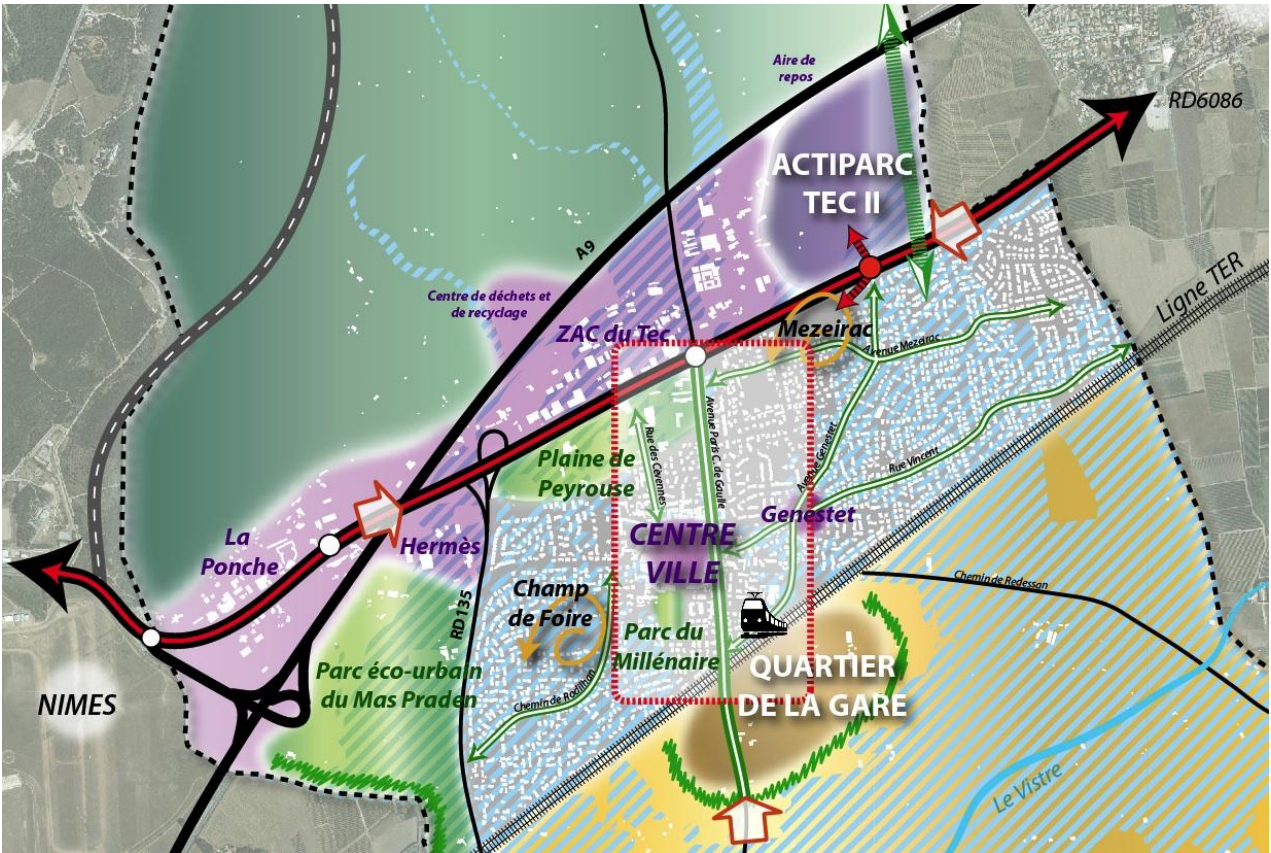 Aire de
repos
RD6086
ACTIPARC
TEC II
A9
Ligne TER
Centre de déchets et
de recyclage
ZAC du Tec
Mezeirac
Avenue Mezeirac
Avenue Paris C. de Gaulle
Rue des Cévennes
Plaine de
Peyrouse
Avenue Genestet
Rue Vincent
La
Ponche
Hermès
CENTRE
VILLE
Genestet
RD135
Champ
de Foire
Chemin de Redessan
Parc du
Millénaire
QUARTIER
DE LA GARE
Parc éco-urbain
du Mas Praden
Chemin de Rodilhan
NIMES
Le Vistre